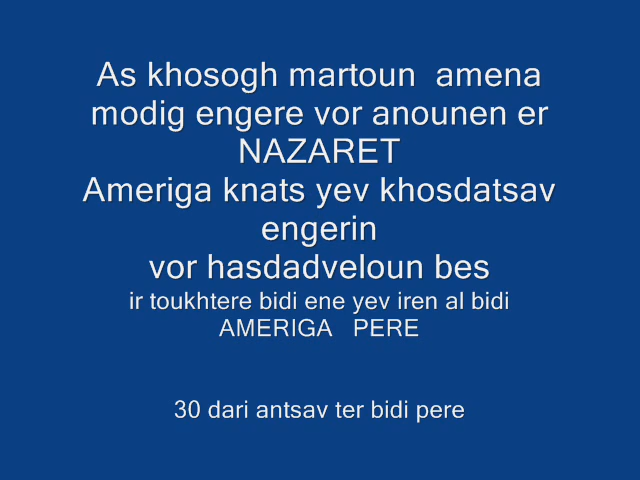 As khosogh martoun amena
modig engere vor anounen er
NAZARET
Ameriga knats yev khosdatsav
engerin
vor hasdadveloun bes
ir toukhtere bidi ene yev iren al bidi
AMERIGA PERE
30 dari antsav ter bidi pere